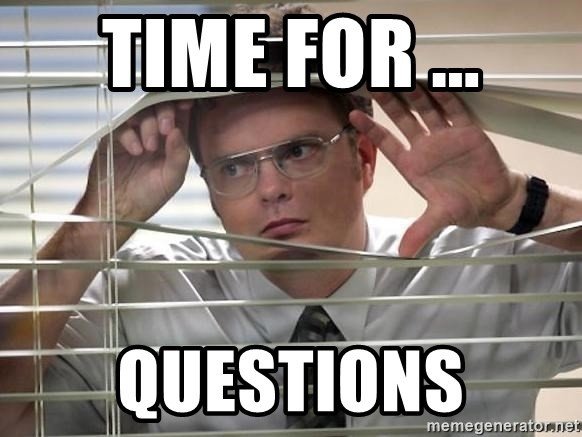 TIME FOR ...
QUESTIONS
memegenerator.net